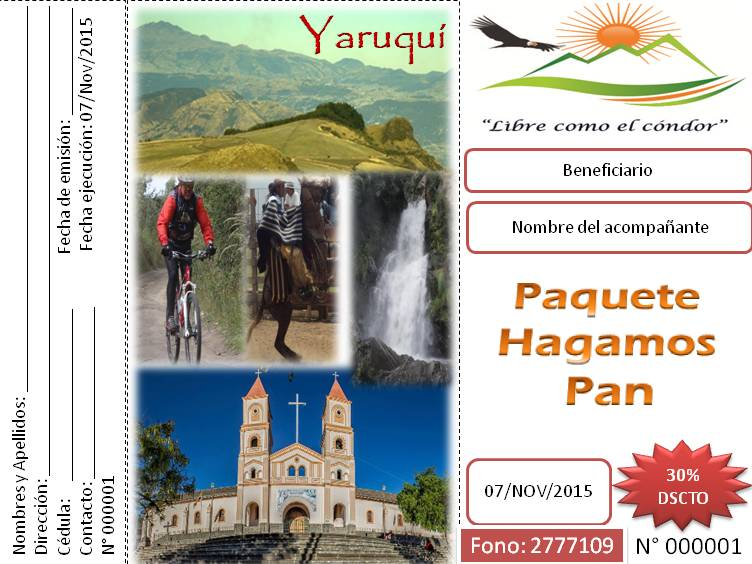 Nombres y Apellidos:
Dirección:
Cédula: Fecha de emisión:
Contacto: Fecha ejecución: 07/Nov/2015
N° 000001
Yaruquí
"Libre como el cóndor"
Beneficiario
Nombre del acompañante
Paquete
Hagamos
Pan
07/NOV/2015
30%
DSCTO
Fono: 2777109
N° 000001